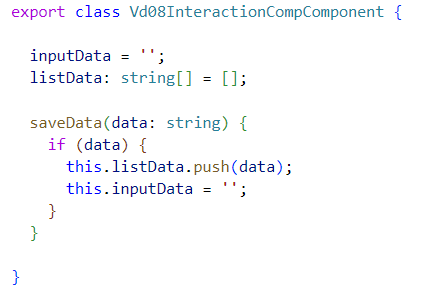 export class Vd08InteractionCompComponent {
inputData = '';
listData: string[] = [];
saveData(data: string) {
if (data) {
this.listData.push(data);
this.inputData = '';
}
}
}